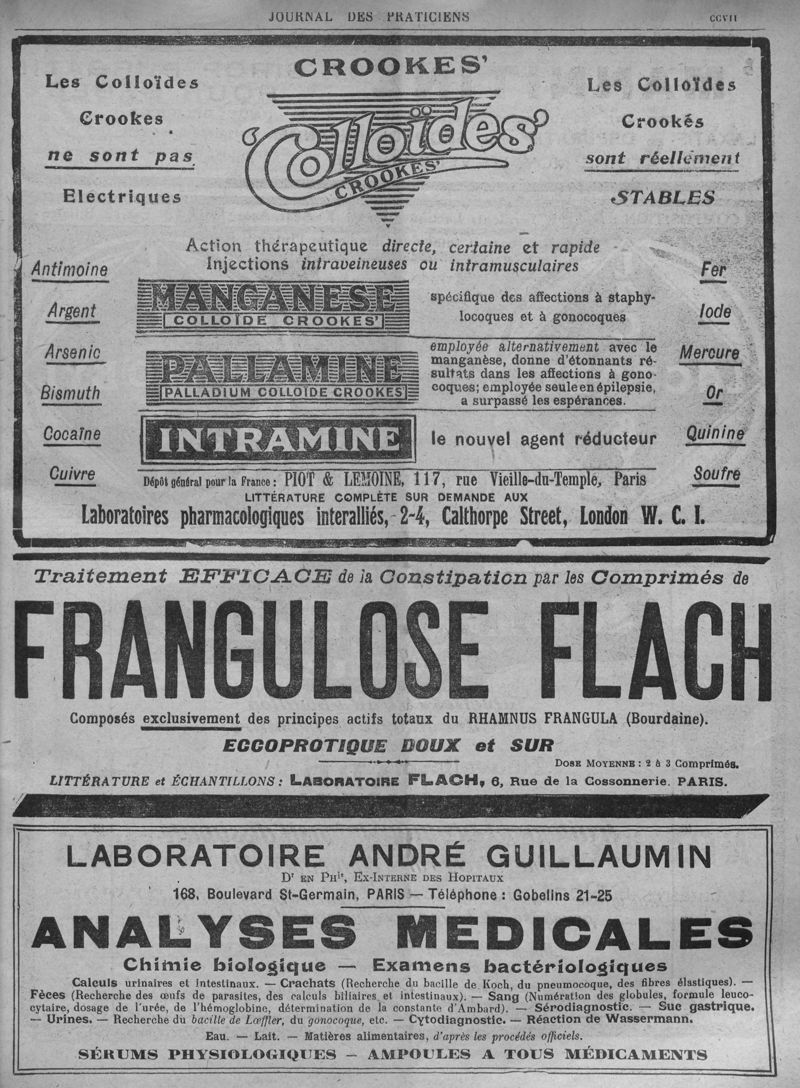 JOURNAL DES PRATICIENS
CCVII
CROOKES'
Les Colloïdes
Crookes
ne sont pas
Electriques
'Colloïdes'
CROOKES'
Les Colloïdes
Crookés
sont réellement
STABLES
Action thérapeutique directe, certaine et rapide
Injections intraveineuses ou intramusculaires
Antimoine
Argent
Arsenic
Bismuth
Cocaïne
Cuivre
MANGANESE
COLLOÏDE CROOKES'
spécifique des affections à staphy-
locoques et à gonocoques
PALLAMINE
PALLADIUM COLLOÏDE CROOKES
employée alternativement avec le
manganèse, donne d'étonnants ré-
sultats dans les affections à gono-
coques; employée seule en épilepsie,
a surpassé les espérances.
INTRAMINE
le nouvel agent réducteur
Fer
Iode
Mercure
Or
Quinine
Soufre
Dépôt général pour la France : PIOT & LEMOINE, 117, rue Vieille-du-Temple, Paris
LITTÉRATURE COMPLÈTE SUR DEMANDE AUX
Laboratoires pharmacologiques interalliés, 2-4, Calthorpe Street, London W. C. I.
Traitement EFFICACE de la Constipation par les Comprimés de
FRANGULOSE FLACH
Composés exclusivement des principes actifs totaux du RHAMNUS FRANGULA (Bourdaine).
ECCOPROTIQUE DOUX et SUR
DOSE MOYENNE : 2 à 3 Comprimés.
LITTÉRATURE et ÉCHANTILLONS : LABORATOIRE FLACH, 6, Rue de la Cossonnerie. PARIS.
LABORATOIRE ANDRÉ GUILLAUMIN
Dr EN PHie, EX-INTERNE DES HOPITAUX
168, Boulevard St-Germain, PARIS — Téléphone : Gobelins 21-25
ANALYSES MEDICALES
Chimie biologique — Examens bactériologiques
Calculs urinaires et intestinaux. — Crachats (Recherche du bacille de Koch, du pneumocoque, des fibres élastiques). —
Fèces (Recherche des œufs de parasites, des calculs biliaires et intestinaux). — Sang (Numération des globules, formule leuco-
cytaire, dosage de l'urée, de l'hémoglobine, détermination de la constante d'Ambard). — Sérodiagnostic. — Suc gastrique.
— Urines. — Recherche du bacille de Lœffler, du gonocoque, etc. — Cytodiagnostic. — Réaction de Wassermann.
Eau. — Lait. — Matières alimentaires, d'après les procédés officiels.
SÉRUMS PHYSIOLOGIQUES — AMPOULES A TOUS MÉDICAMENTS